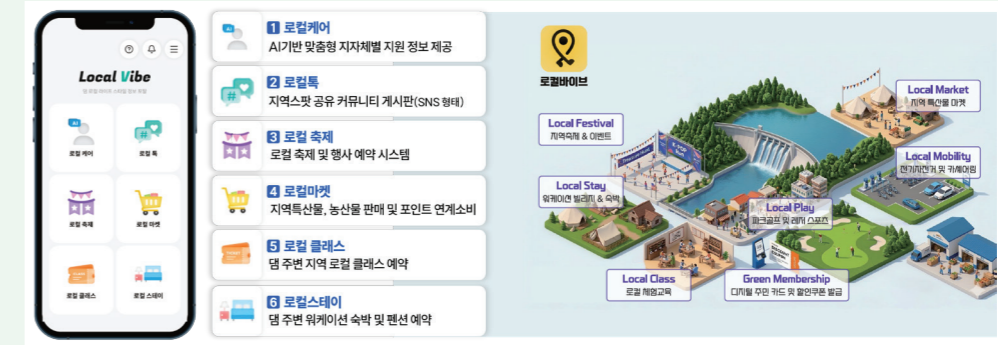 Local Vibe
로컬 케어
로컬 톡
로컬 축제
로컬 마켓
로컬 클래스
로컬 스테이
1 로컬케어
AI기반 맞춤형 지자체별 지원 정보 제공
2 로컬톡
지역스팟 공유 커뮤니티 게시판(SNS 형태)
3 로컬 축제
로컬 축제 및 행사 예약 시스템
4 로컬마켓
지역특산물, 농산물 판매 및 포인트 연계소비
5 로컬 클래스
댐 주변 지역 로컬 클래스 예약
6 로컬스테이
댐 주변 워케이션 숙박 및 펜션 예약
로컬바이브
Local Festival
지역축제 & 이벤트
Local Market
지역 특산물 마켓
Local Stay
워케이션 빌리지 & 숙박
Local Mobility
전기자전거 및 카셰어링
Local Play
파크골프 및 레저 스포츠
Local Class
로컬 체험교육
Green Membership
디지털 주민 카드 및 할인쿠폰 발급